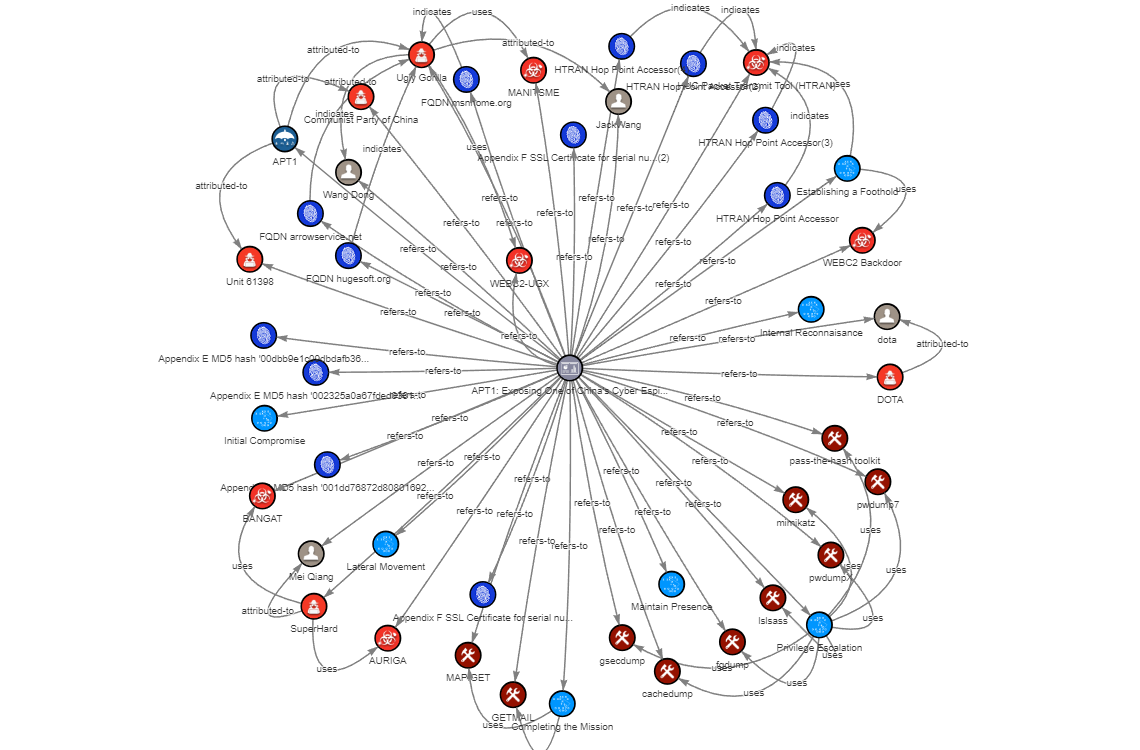 indicates
uses
indicates
indicates
attributed-to
attributed-to
indicates
Ugly Gorilla
HTRAN Hop Point Accessor(
attributed-to
attributed-to
uses
MANITSME
FQDN msnhome.org
HTRAN Hop Point Accessor(2)
Packet Transmit Tool (HTRAN)
Communist Party of China
indicates
indicates
Jack Wang
HTRAN Hop Point Accessor(3)
indicates
uses
APT1
Appendix F SSL Certificate for serial nu...(2)
attributed-to
Wang Dong
Establishing a Foothold
uses
refers-to
refers-to
refers-to
refers-to
refers-to
HTRAN Hop Point Accessor
refers-to
refers-to
FQDN arrowservice.net
refers-to
refers-to
refers-to
refers-to
refers-to
refers-to
WEBC2 Backdoor
Unit 61398
FQDN hugesoft.org
WEBC2-UGX
refers-to
refers-to
refers-to
refers-to
refers-to
Internal Reconnaisance
refers-to
refers-to
refers-to
dota
attributed-to
Appendix E MD5 hash '00dbb9e1c09dbdafb36...
refers-to
refers-to
refers-to
APT1: Exposing One of China's Cyber Espi...
DOTA
Appendix E MD5 hash
refers-to
refers-to
refers-to
refers-to
Initial Compromise
refers-to
refers-to
refers-to
refers-to
refers-to
pass-the-hash toolkit
refers-to
refers-to
refers-to
Appendix E MD5 hash '001dd76872d80801692...
refers-to
refers-to
refers-to
pwdump7
BANGAT
refers-to
refers-to
refers-to
refers-to
mimikatz
refers-to
uses
refers-to
refers-to
uses
Mei Qiang
Lateral Movement
uses
pwdumpX
uses
attributed-to
SuperHard
Maintain Presence
lslsass
uses
Appendix F SSL Certificate for serial nu...
Privilege Escalation
uses
AURIGA
gsecdump
fgdump
uses
uses
MAPIGET
cachedump
uses
GETMAIL
uses
Completing the Mission